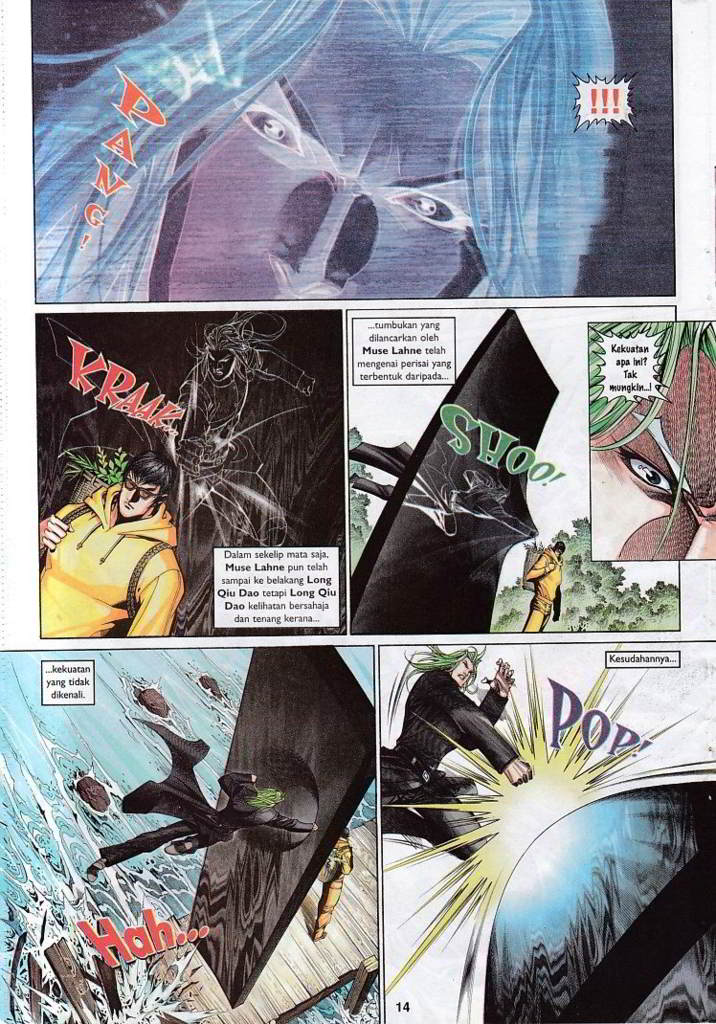 PANG!
!!!
KRAAK..
Dalam sekelip mata saja,
Muse Lahne pun telah
sampai ke belakang Long
Qiu Dao tetapi Long Qiu
Dao kelihatan bersahaja
dan tenang kerana...
...tumbukan yang
dilancarkan oleh
Muse Lahne telah
mengenai perisai yang
terbentuk daripada...
SHOO!
Kekuatan
apa ini?
Tak
mungkin...!
...kekuatan
yang tidak
dikenali.
Hah...
Kesudahannya...
POP!
14